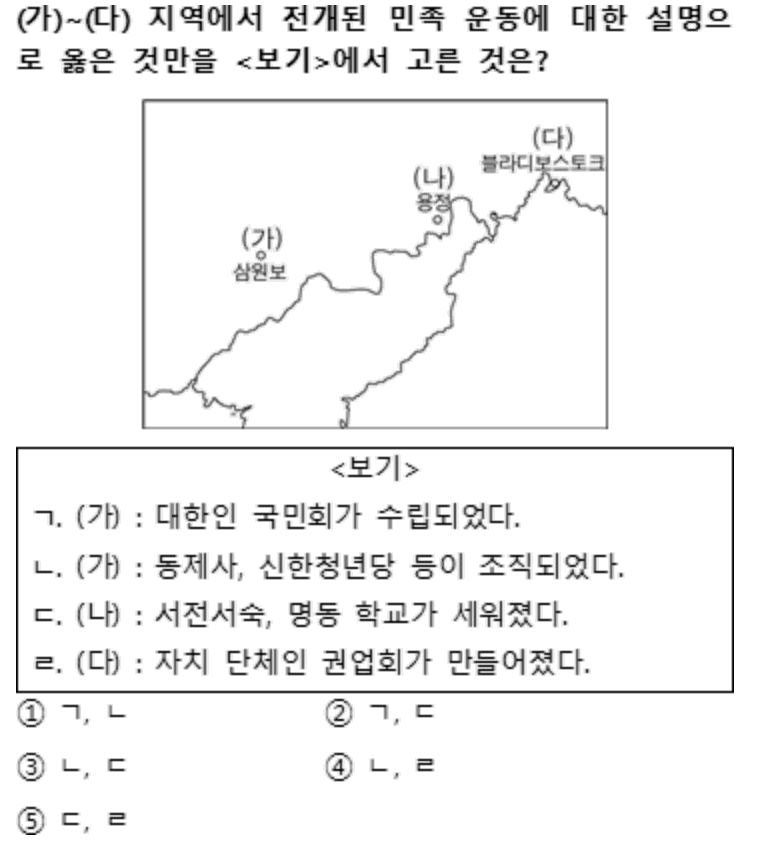 (가)~(다) 지역에서 전개된 민족 운동에 대한 설명으
로 옳은 것만을 <보기>에서 고른 것은?
(다)
블라디보스토크
(나)
용정
(가)
삼원보
<보기>
ㄱ. (가) : 대한인 국민회가 수립되었다.
ㄴ. (가) : 동제사, 신한청년당 등이 조직되었다.
ㄷ. (나) : 서전서숙, 명동 학교가 세워졌다.
ㄹ. (다) : 자치 단체인 권업회가 만들어졌다.
① ㄱ, ㄴ ② ㄱ, ㄷ
③ ㄴ, ㄷ ④ ㄴ, ㄹ
⑤ ㄷ, ㄹ